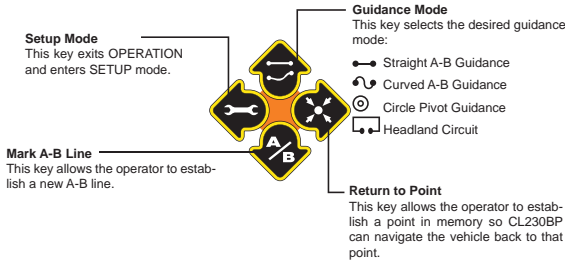 Setup Mode
This key exits OPERATION
and enters SETUP mode.
Guidance Mode
This key selects the desired guidance
mode:
Straight A-B Guidance
Curved A-B Guidance
Circle Pivot Guidance
Headland Circuit
A/B
Mark A-B Line
This key allows the operator to estab-
lish a new A-B line.
Return to Point
This key allows the operator to estab-
lish a point in memory so CL230BP
can navigate the vehicle back to that
point.